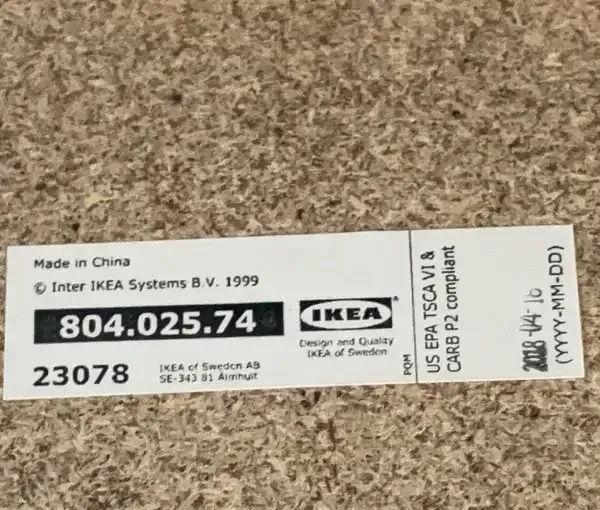 Made in China
© Inter IKEA Systems B.V. 1999
804.025.74
23078
IKEA of Sweden AB
SE-343 81 Älmhult
IKEA®
Design and Quality
IKEA of Sweden
PQM
US EPA TSCA VI &
CARB P2 compliant
2018-04-16
(YYYY-MM-DD)